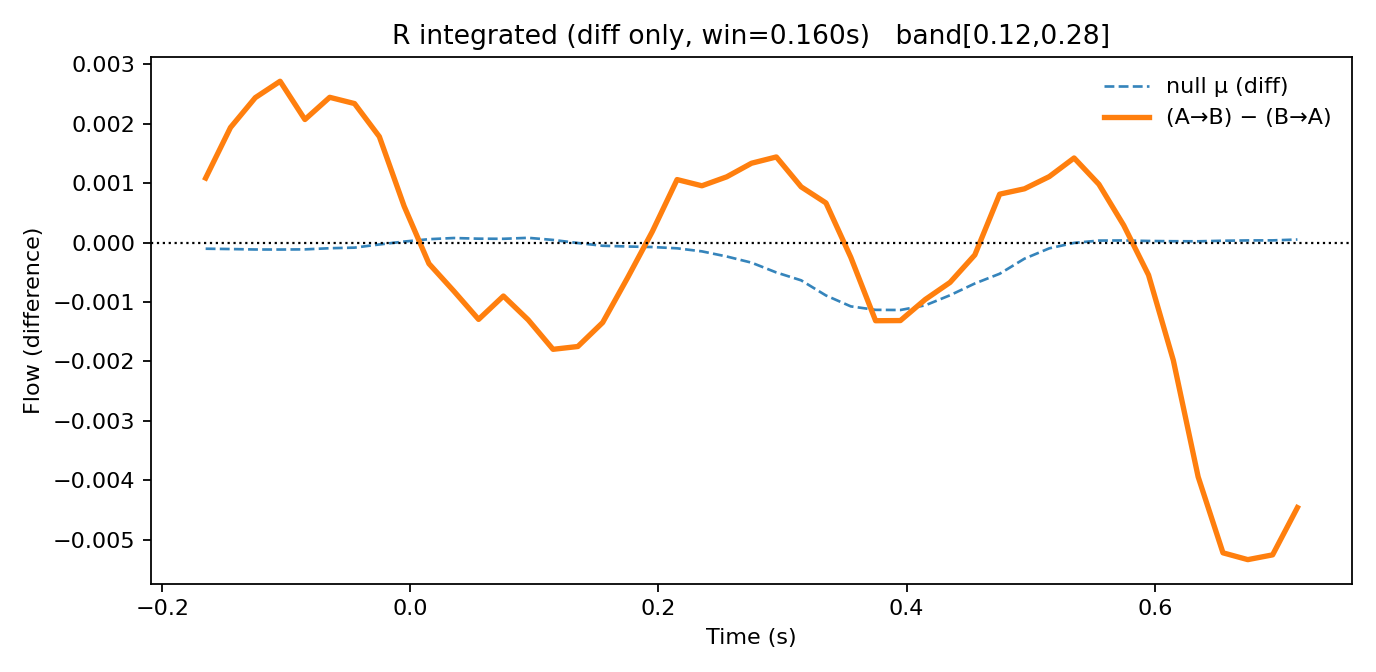 R integrated (diff only, win=0.160s)   band[0.12,0.28]
0.003
0.002
0.001
0.000
−0.001
−0.002
−0.003
−0.004
−0.005
Flow (difference)
null μ (diff)
(A→B) − (B→A)
−0.2
0.0
0.2
0.4
0.6
Time (s)